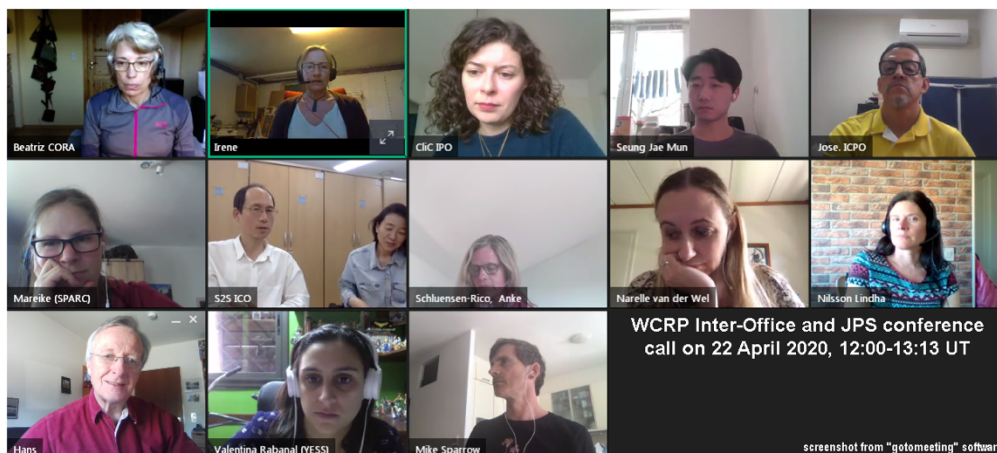 Beatriz CORA
Irene
CliC IPO
Seung Jae Mun
Jose. ICPO
Mareike (SPARC)
S2S ICO
Schluensen-Rico, Anke
Narelle van der Wel
Nilsson Lindha
WCRP Inter-Office and JPS conference
call on 22 April 2020, 12:00-13:13 UT
Hans
Valentina Rabanal (YESS)
Mike Sparrow
screenshot from "gotomeeting"